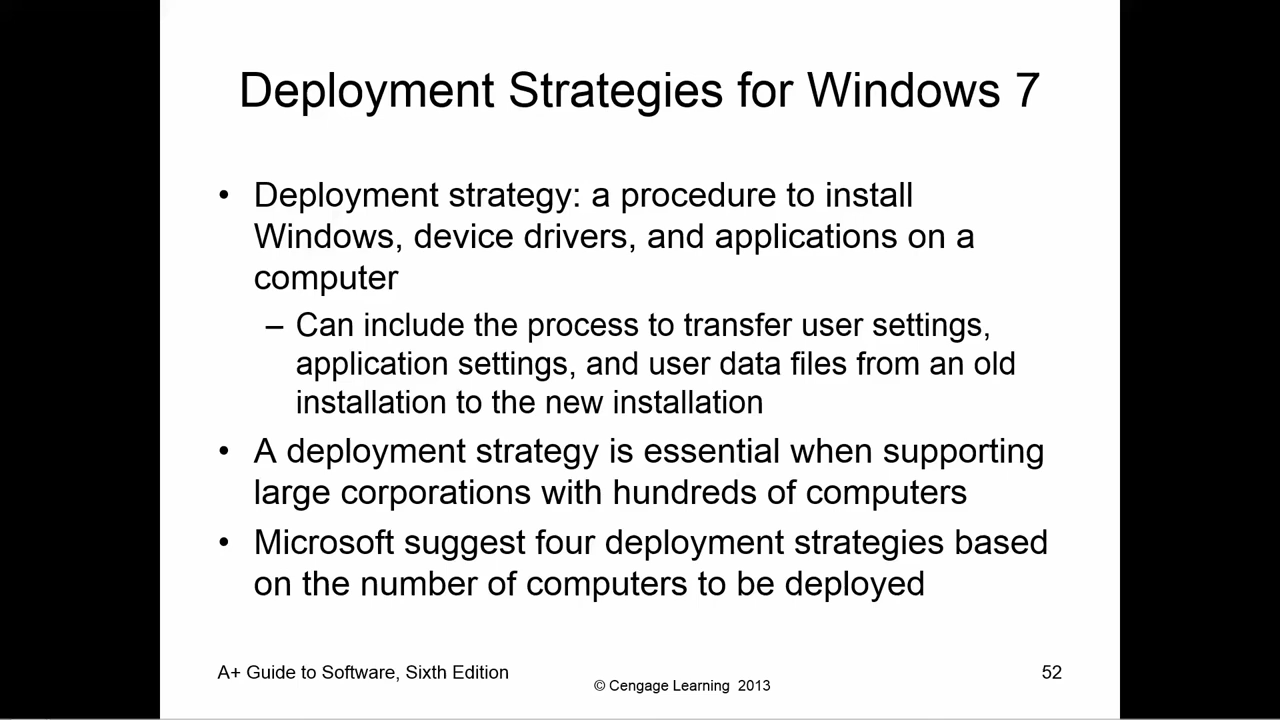 Deployment Strategies for Windows 7
• Deployment strategy: a procedure to install
Windows, device drivers, and applications on a
computer
– Can include the process to transfer user settings,
application settings, and user data files from an old
installation to the new installation
• A deployment strategy is essential when supporting
large corporations with hundreds of computers
• Microsoft suggest four deployment strategies based
on the number of computers to be deployed
A+ Guide to Software, Sixth Edition
© Cengage Learning 2013
52